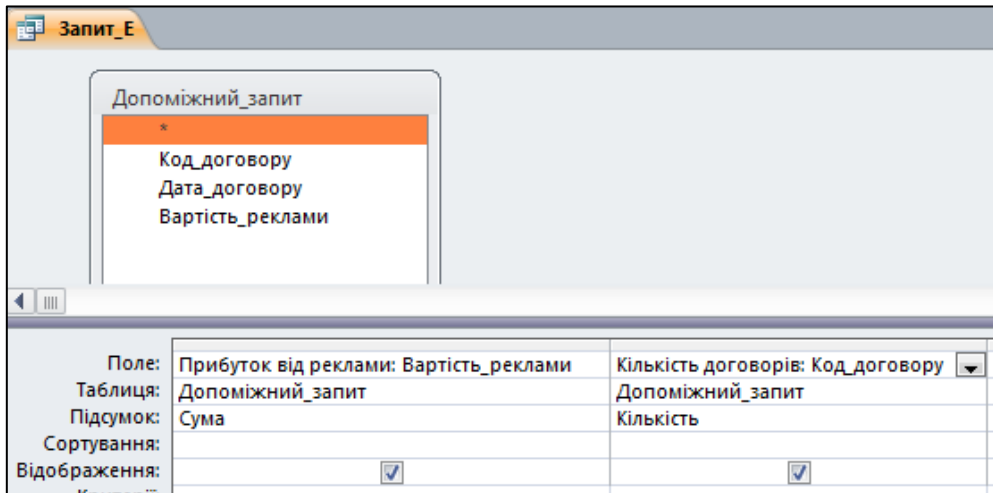 Запит_Е
Допоміжний_запит
*
Код_договору
Дата_договору
Вартість_реклами
Поле: Прибуток від реклами: Вартість_реклами Кількість договорів: Код_договору
Таблиця: Допоміжний_запит Допоміжний_запит
Підсумок: Сума Кількість
Сортування:
Відображення: